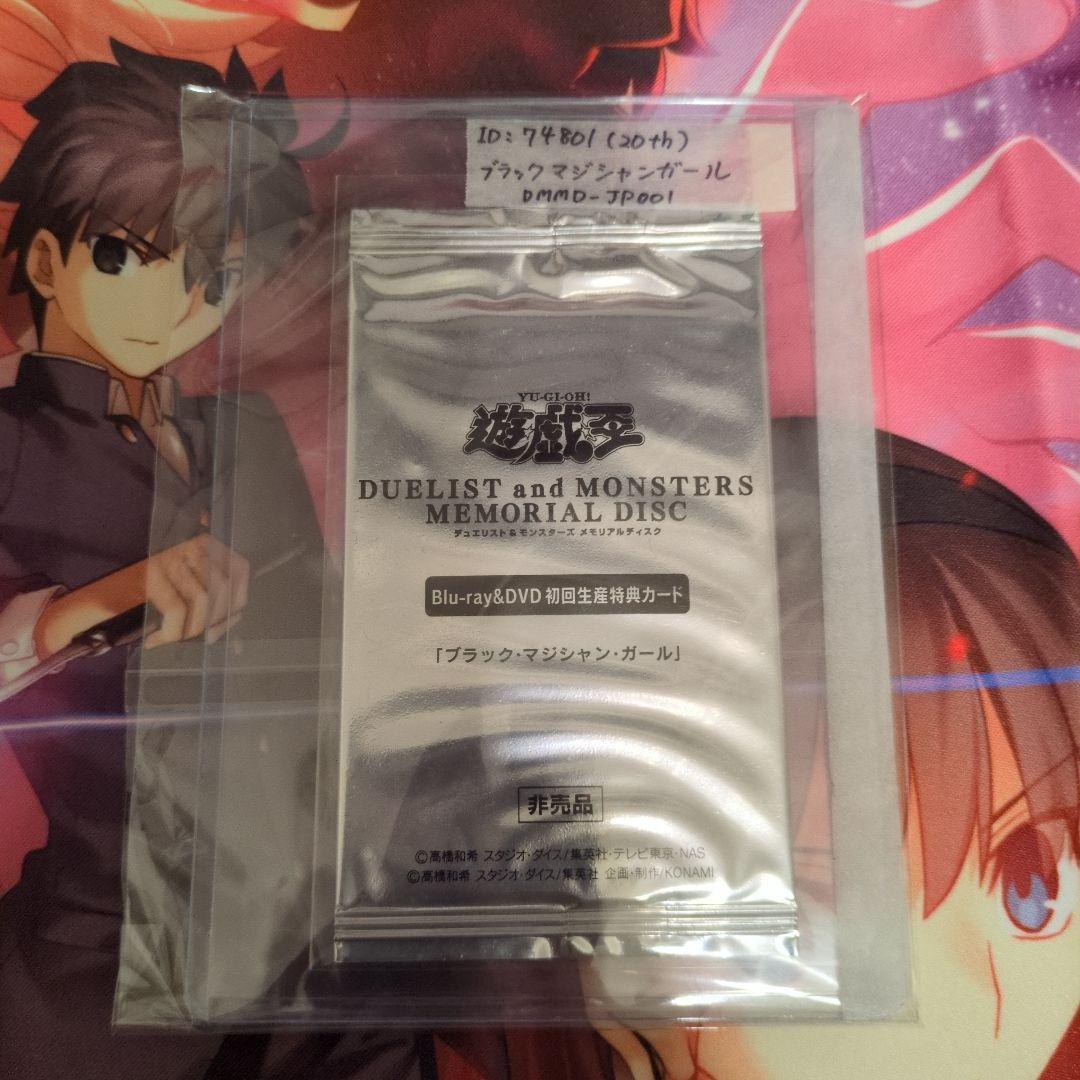 ID: 74801 (20th)
ブラックマジシャンガール
DMMD-JP001
YU-GI-OH!
遊戯王
DUELIST and MONSTERS
MEMORIAL DISC
デュエリスト&モンスターズ メモリアルディスク
Blu-ray&DVD 初回生産特典カード
「ブラック・マジシャン・ガール」
非売品
©高橋和希 スタジオ・ダイス/集英社・テレビ東京・NAS
©高橋和希 スタジオ・ダイス/集英社 企画・制作/KONAMI